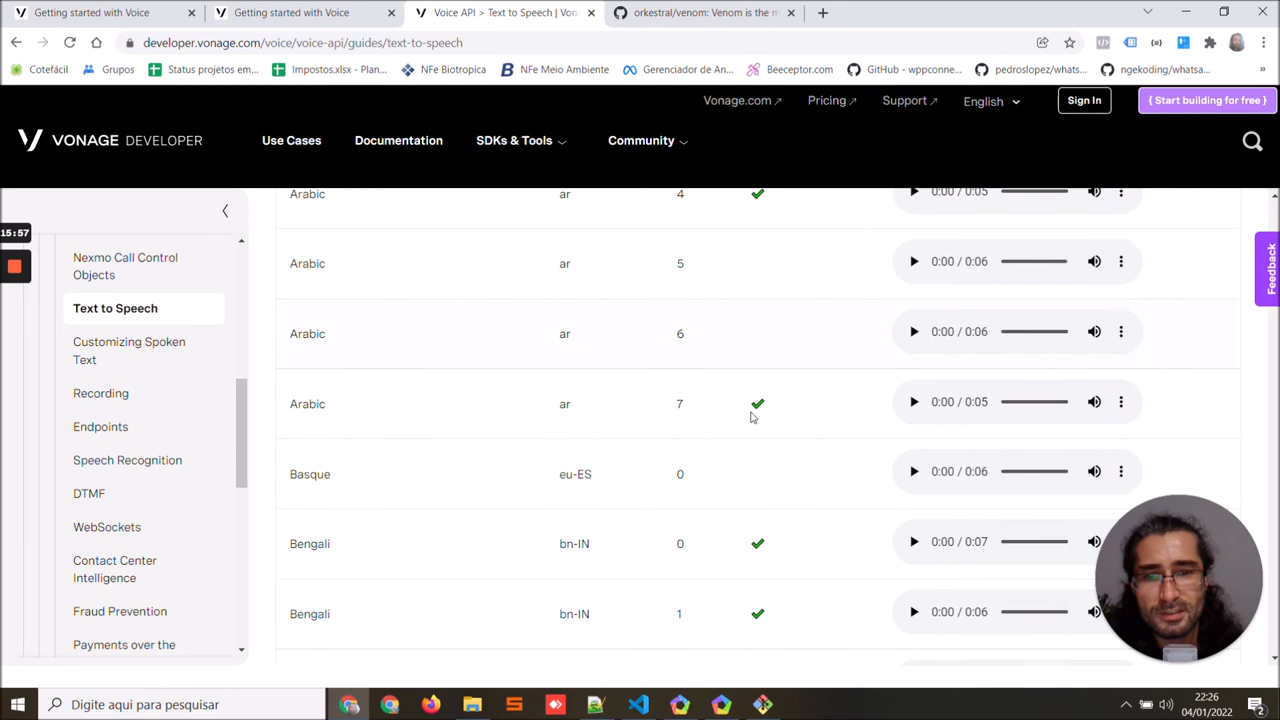 Getting started with Voice
Getting started with Voice
Voice API > Text to Speech | Von
orkestral/venom: Venom is the m
developer.vonage.com/voice/voice-api/guides/text-to-speech
Cotefácil
Grupos
Status projetos em...
Impostos.xlsx - Plan...
NFe Biotropica
NFe Meio Ambiente
Gerenciador de An...
Beeceptor.com
GitHub - wppconne...
pedroslopez/whats...
ngekoding/whatsa...
»
Vonage.com
Pricing
Support
English
Sign In
{ Start building for free }
VONAGE DEVELOPER
Use Cases
Documentation
SDKs & Tools
Community
15:57
Nexmo Call Control
Objects
Text to Speech
Customizing Spoken
Text
Recording
Endpoints
Speech Recognition
DTMF
WebSockets
Contact Center
Intelligence
Fraud Prevention
Payments over the
Arabic ar 4 0:00 / 0:05
Arabic ar 5 0:00 / 0:06
Arabic ar 6 0:00 / 0:06
Arabic ar 7 0:00 / 0:05
Basque eu-ES 0 0:00 / 0:06
Bengali bn-IN 0 0:00 / 0:07
Bengali bn-IN 1 0:00 / 0:06
Feedback
Digite aqui para pesquisar
22:26
04/01/2022
2